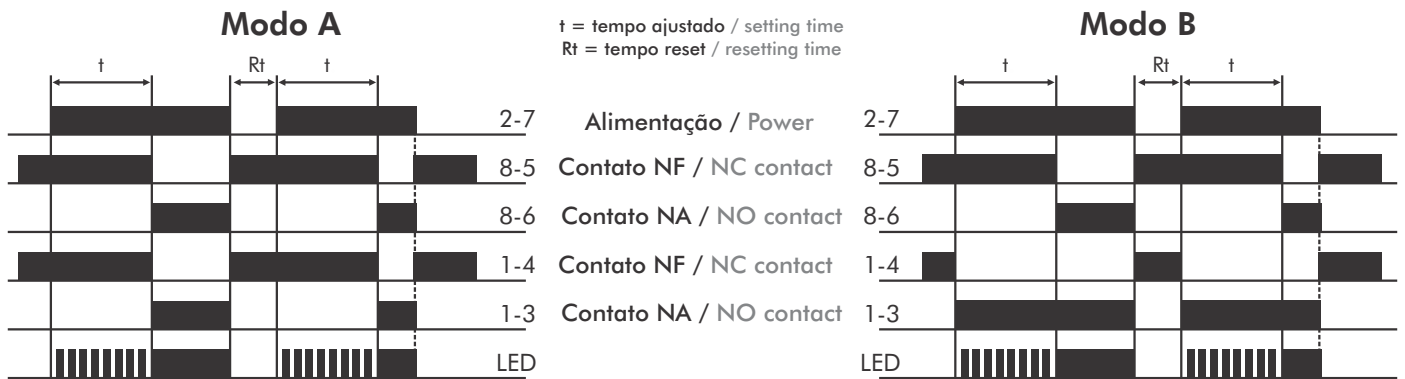 Modo A
t = tempo ajustado / setting time
Rt = tempo reset / resetting time
Modo B
t Rt t
t Rt t
2-7 Alimentação / Power 2-7
8-5 Contato NF / NC contact 8-5
8-6 Contato NA / NO contact 8-6
1-4 Contato NF / NC contact 1-4
1-3 Contato NA / NO contact 1-3
LED LED